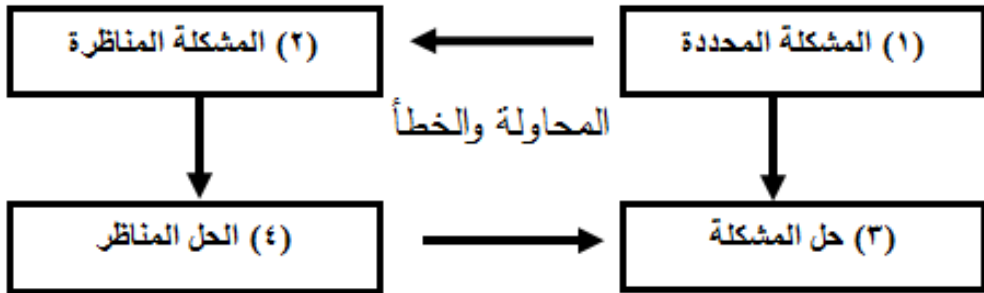 (١) المشكلة المحددة
(٢) المشكلة المناظرة
المحاولة والخطأ
(٣) حل المشكلة
(٤) الحل المناظر